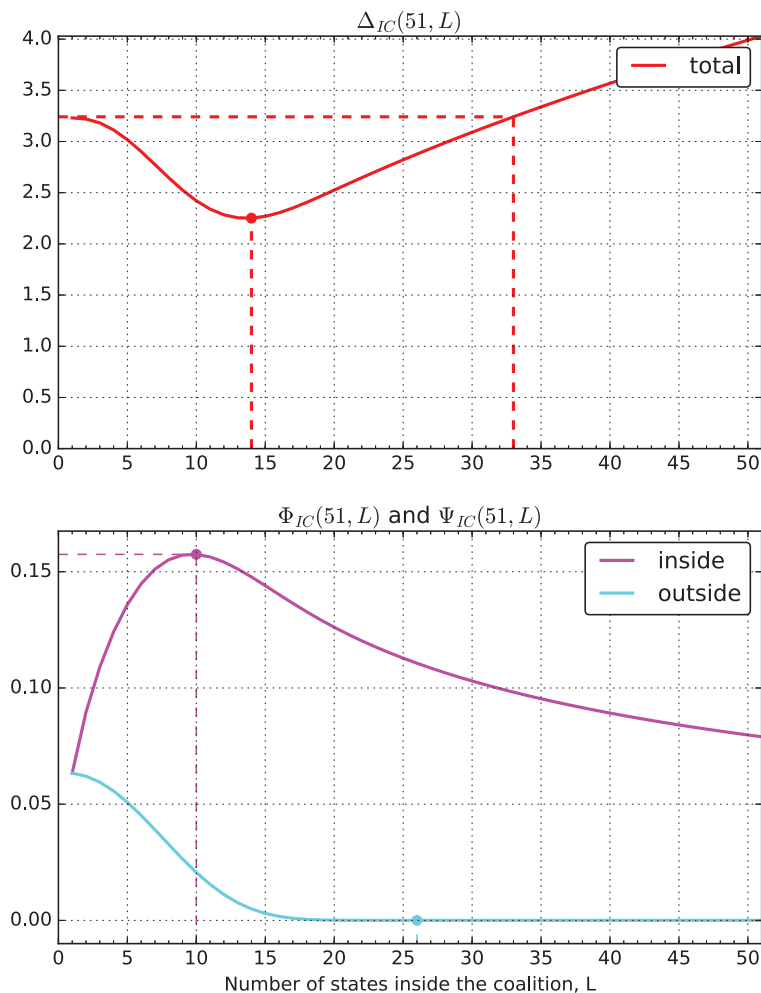 Δ_IC(51, L)
4.0
3.5
3.0
2.5
2.0
1.5
1.0
0.5
0.0
total
0 5 10 15 20 25 30 35 40 45 50
Φ_IC(51, L) and Ψ_IC(51, L)
0.15
0.10
0.05
0.00
inside
outside
0 5 10 15 20 25 30 35 40 45 50
Number of states inside the coalition, L